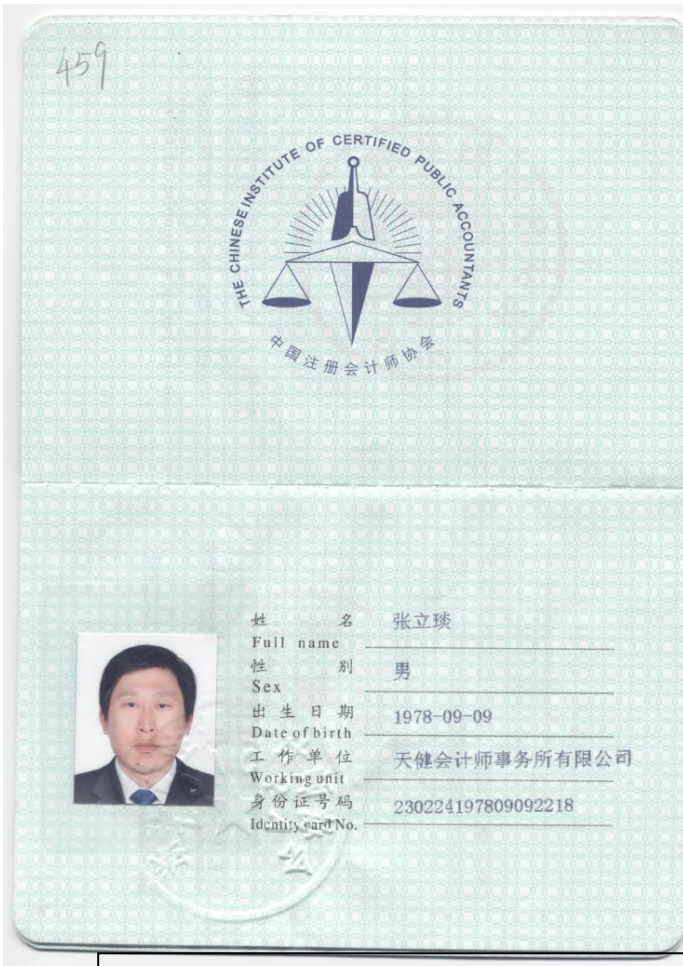 459
THE CHINESE INSTITUTE OF CERTIFIED PUBLIC ACCOUNTANTS
中国注册会计师协会
姓 名 张立琰
Full name
性 别 男
Sex
出生日期 1978-09-09
Date of birth
工作单位 天健会计师事务所有限公司
Working unit
身份证号码 230224197809092218
Identity card No.